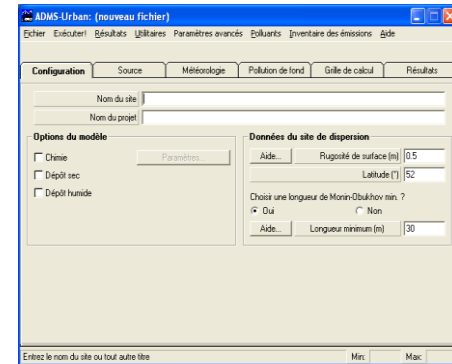 ADMS-Urban: (nouveau fichier)
Fichier Exécuter! Résultats Utilitaires Paramètres avancés Polluants Inventaire des émissions Aide
Configuration Source Météorologie Pollution de fond Grille de calcul Résultats
Nom du site
Nom du projet
Options du modèle
Chimie Paramètres...
Dépôt sec
Dépôt humide
Données du site de dispersion
Aide... Rugosité de surface (m) 0.5
Latitude (°) 52
Choisir une longueur de Monin-Obukhov min. ?
Oui Non
Aide... Longueur minimum (m) 30
Entrez le nom du site ou tout autre titre Min: Max: